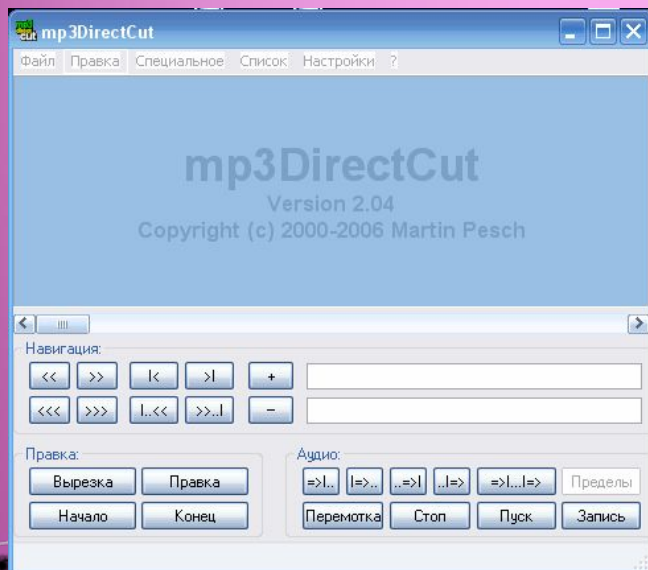 mp3DirectCut
Файл Правка Специальное Список Настройки ?
mp3DirectCut
Version 2.04
Copyright (c) 2000-2006 Martin Pesch
Навигация:
<< >> |< >| +
<<< >>> |..<< >>..| -
Правка:
Вырезка Правка
Начало Конец
Аудио:
=>|.. |=>.. ..=>| ..|=> =>|...|=> Пределы
Перемотка Стоп Пуск Запись